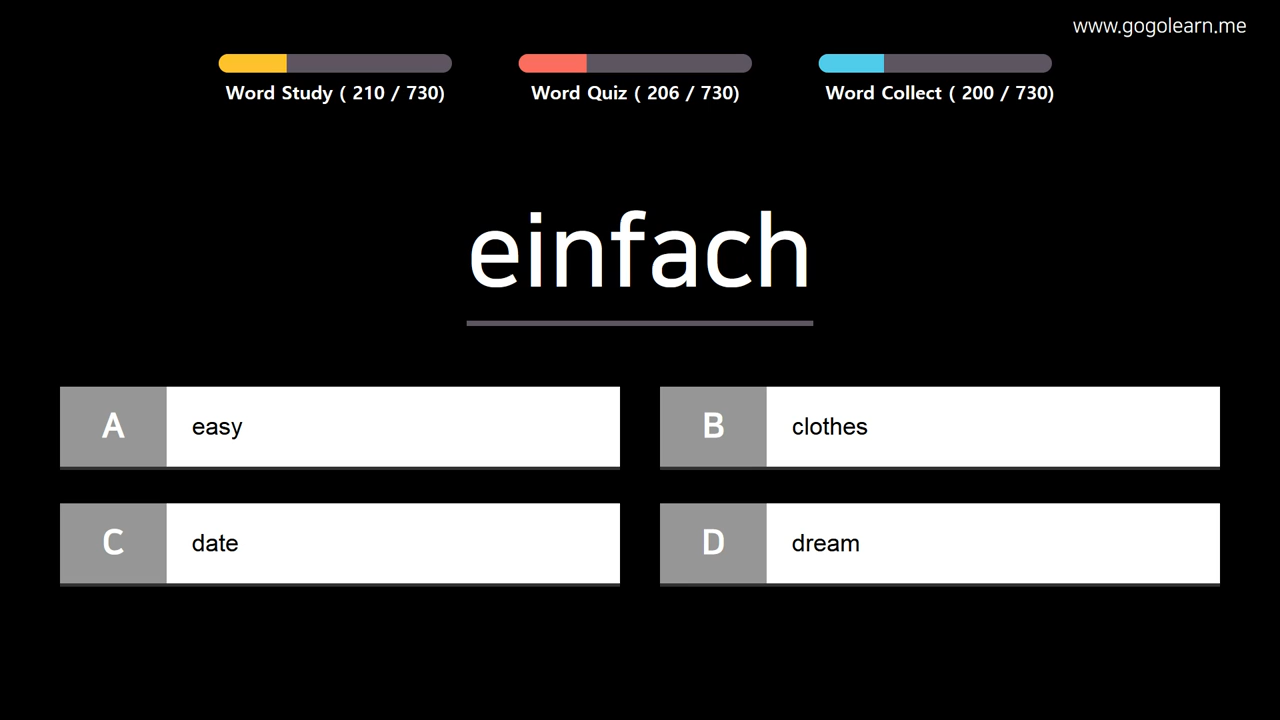 www.gogolearn.me
Word Study ( 210 / 730)
Word Quiz ( 206 / 730)
Word Collect ( 200 / 730)
einfach
A easy
B clothes
C date
D dream